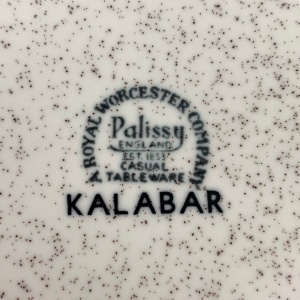 A ROYAL WORCESTER COMPANY
Palissy
ENGLAND
EST. 1853
CASUAL
TABLEWARE
KALABAR